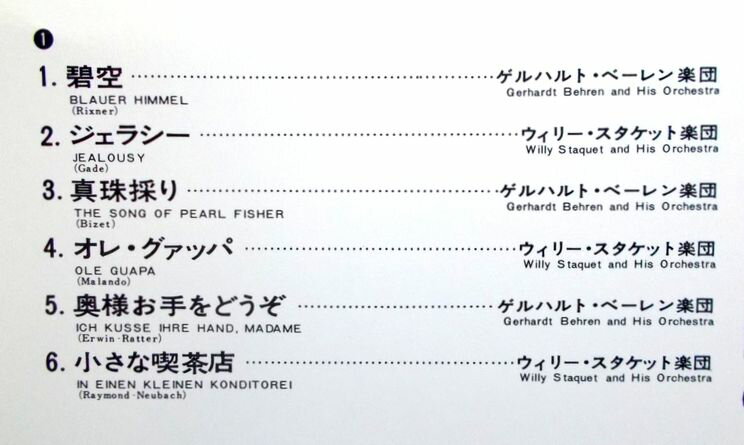 ❶
1. 碧空 ゲルハルト・ベーレン楽団
BLAUER HIMMEL Gerhardt Behren and His Orchestra
(Rixner)
2. ジェラシー ウィリー・スタケット楽団
JEALOUSY Willy Staquet and His Orchestra
(Gade)
3. 真珠採り ゲルハルト・ベーレン楽団
THE SONG OF PEARL FISHER Gerhardt Behren and His Orchestra
(Bizet)
4. オレ・グァッパ ウィリー・スタケット楽団
OLE GUAPA Willy Staquet and His Orchestra
(Malando)
5. 奥様お手をどうぞ ゲルハルト・ベーレン楽団
ICH KUSSE IHRE HAND, MADAME Gerhardt Behren and His Orchestra
(Erwin-Ratter)
6. 小さな喫茶店 ウィリー・スタケット楽団
IN EINEN KLEINEN KONDITOREI Willy Staquet and His Orchestra
(Raymond-Neubach)